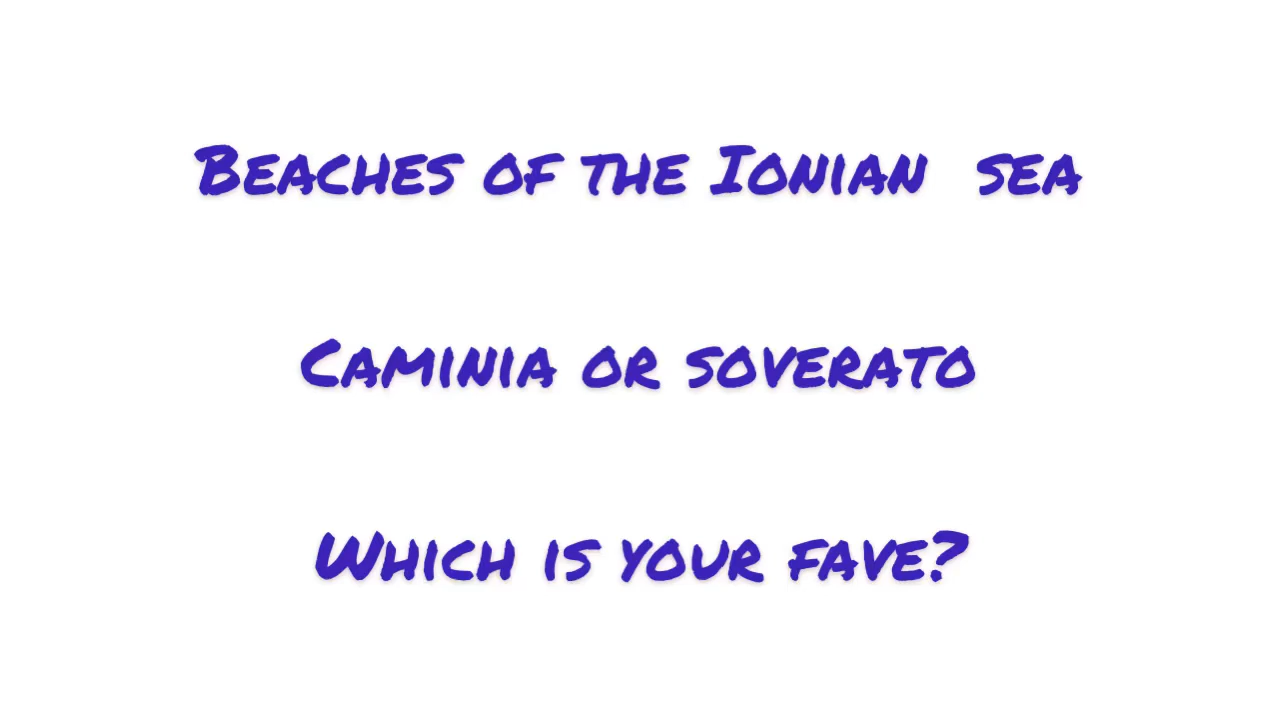 Beaches of the Ionian  sea
Caminia or soverato
Which is your fave?